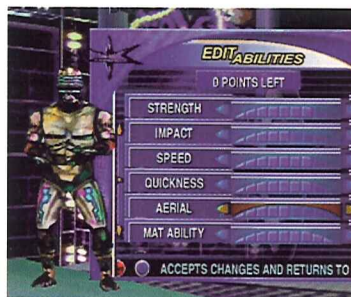 EDIT ABILITIES
0 POINTS LEFT
STRENGTH
IMPACT
SPEED
QUICKNESS
AERIAL
MAT ABILITY
ACCEPTS CHANGES AND RETURNS TO